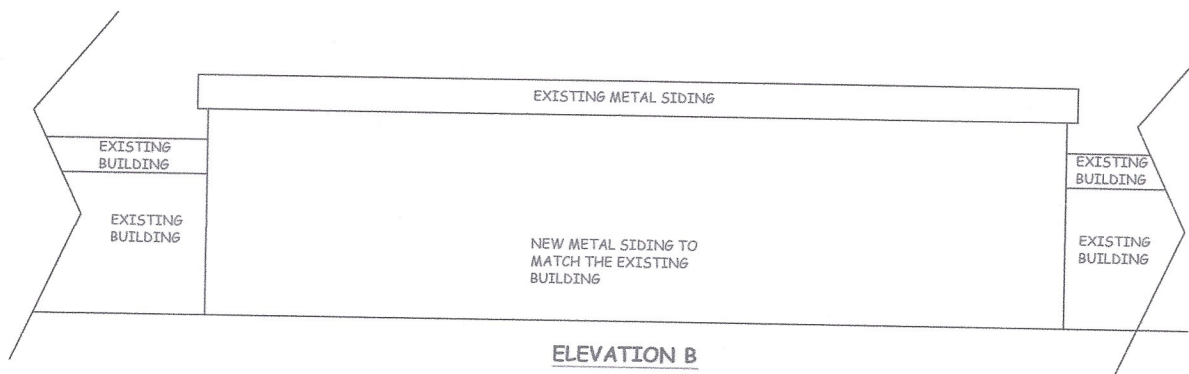 EXISTING METAL SIDING
EXISTING
BUILDING
EXISTING
BUILDING
EXISTING
BUILDING
NEW METAL SIDING TO
MATCH THE EXISTING
BUILDING
EXISTING
BUILDING
ELEVATION B